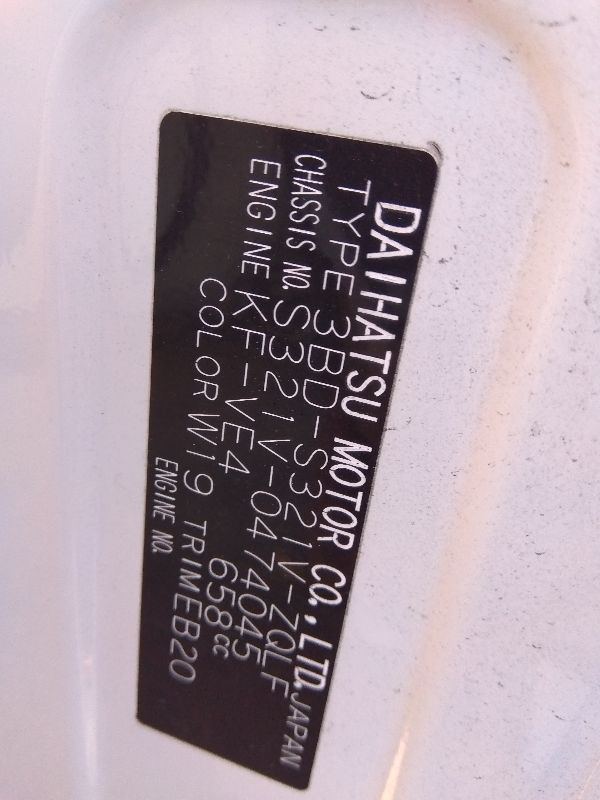 DAIHATSU MOTOR CO., LTD. JAPAN
TYPE 3BD-S321V-ZQLF
CHASSIS NO. S321V-0474045
ENGINE KF-VE4 658cc
COLOR W19 TRIM EB20
ENGINE NO.